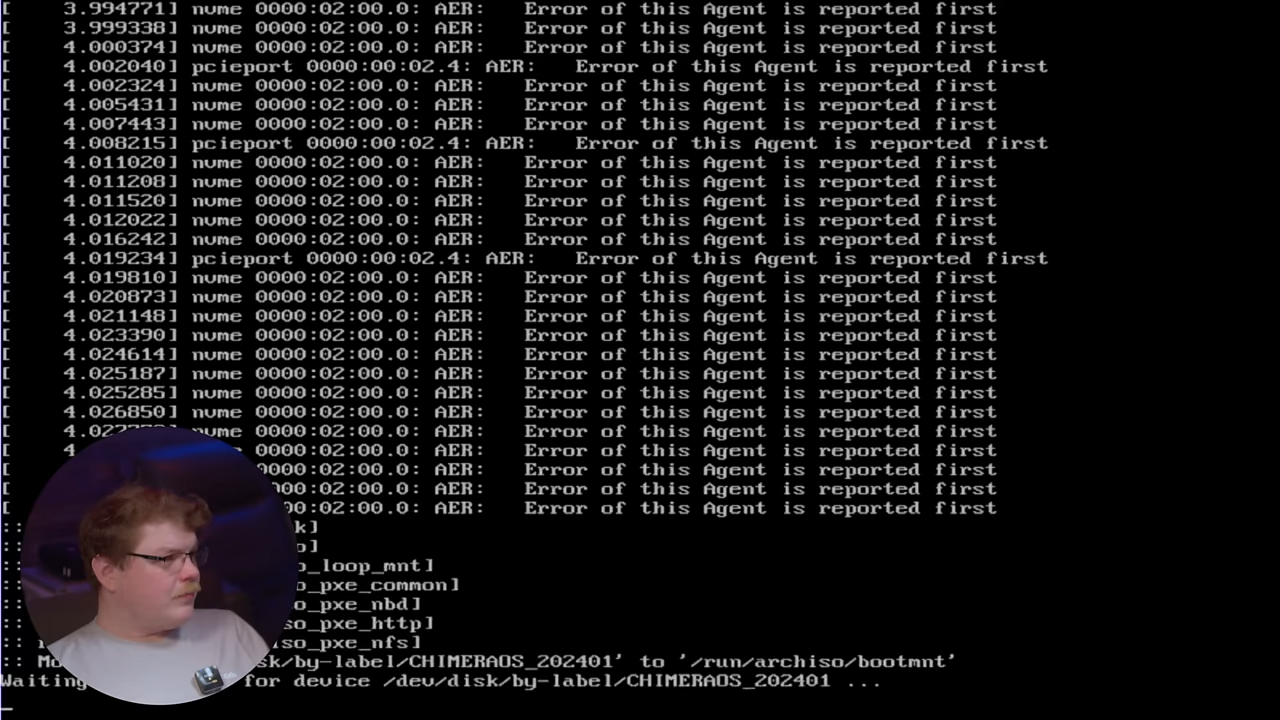 [    3.994771] nvme 0000:02:00.0: AER:   Error of this Agent is reported first
[    3.999338] nvme 0000:02:00.0: AER:   Error of this Agent is reported first
[    4.000374] nvme 0000:02:00.0: AER:   Error of this Agent is reported first
[    4.002040] pcieport 0000:00:02.4: AER:   Error of this Agent is reported first
[    4.002324] nvme 0000:02:00.0: AER:   Error of this Agent is reported first
[    4.005431] nvme 0000:02:00.0: AER:   Error of this Agent is reported first
[    4.007443] nvme 0000:02:00.0: AER:   Error of this Agent is reported first
[    4.008215] pcieport 0000:00:02.4: AER:   Error of this Agent is reported first
[    4.011020] nvme 0000:02:00.0: AER:   Error of this Agent is reported first
[    4.011208] nvme 0000:02:00.0: AER:   Error of this Agent is reported first
[    4.011520] nvme 0000:02:00.0: AER:   Error of this Agent is reported first
[    4.012022] nvme 0000:02:00.0: AER:   Error of this Agent is reported first
[    4.016242] nvme 0000:02:00.0: AER:   Error of this Agent is reported first
[    4.019234] pcieport 0000:00:02.4: AER:   Error of this Agent is reported first
[    4.019810] nvme 0000:02:00.0: AER:   Error of this Agent is reported first
[    4.020873] nvme 0000:02:00.0: AER:   Error of this Agent is reported first
[    4.021148] nvme 0000:02:00.0: AER:   Error of this Agent is reported first
[    4.023390] nvme 0000:02:00.0: AER:   Error of this Agent is reported first
[    4.024614] nvme 0000:02:00.0: AER:   Error of this Agent is reported first
[    4.025187] nvme 0000:02:00.0: AER:   Error of this Agent is reported first
[    4.025285] nvme 0000:02:00.0: AER:   Error of this Agent is reported first
[    4.026850] nvme 0000:02:00.0: AER:   Error of this Agent is reported first
[ nvme 0000:02:00.0: AER:   Error of this Agent is reported first
[ 0000:02:00.0: AER:   Error of this Agent is reported first
[ 0000:02:00.0: AER:   Error of this Agent is reported first
[ 0000:02:00.0: AER:   Error of this Agent is reported first
[ 0000:02:00.0: AER:   Error of this Agent is reported first
:: k]
:: o]
:: o_loop_mnt]
:: o_pxe_common]
:: o_pxe_nbd]
:: o_pxe_http]
:: so_pxe_nfs]
:: sk/by-label/CHIMERAOS_202401' to '/run/archiso/bootmnt'
Waiting for device /dev/disk/by-label/CHIMERAOS_202401 ...